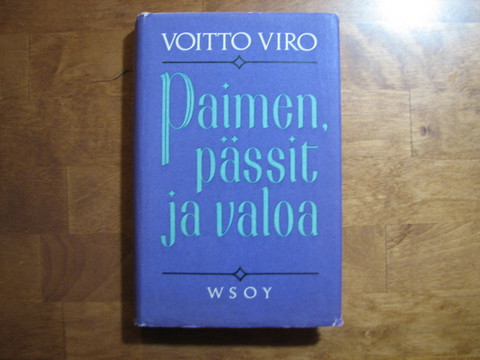 VOITTO VIRO
Paimen,
pässit
ja valoa
WSOY